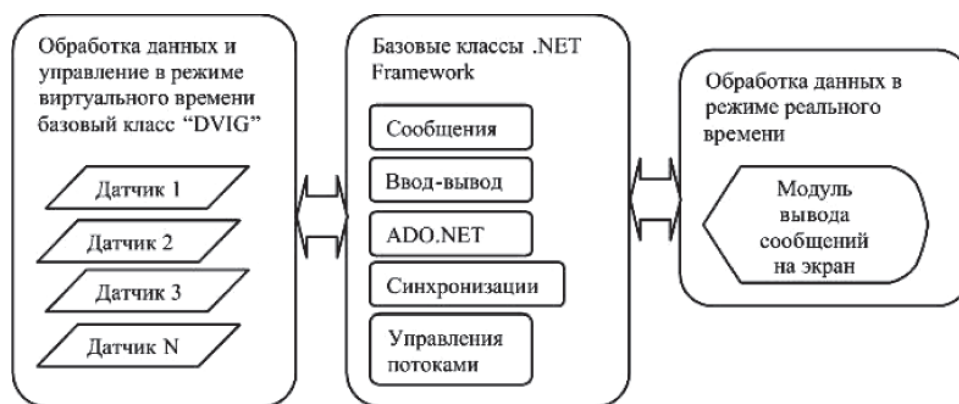 Обработка данных и
управление в режиме
виртуального времени
базовый класс “DVIG”
Датчик 1
Датчик 2
Датчик 3
Датчик N
Базовые классы .NET
Framework
Сообщения
Ввод-вывод
ADO.NET
Синхронизации
Управления
потоками
Обработка данных в
режиме реального
времени
Модуль
вывода
сообщений
на экран